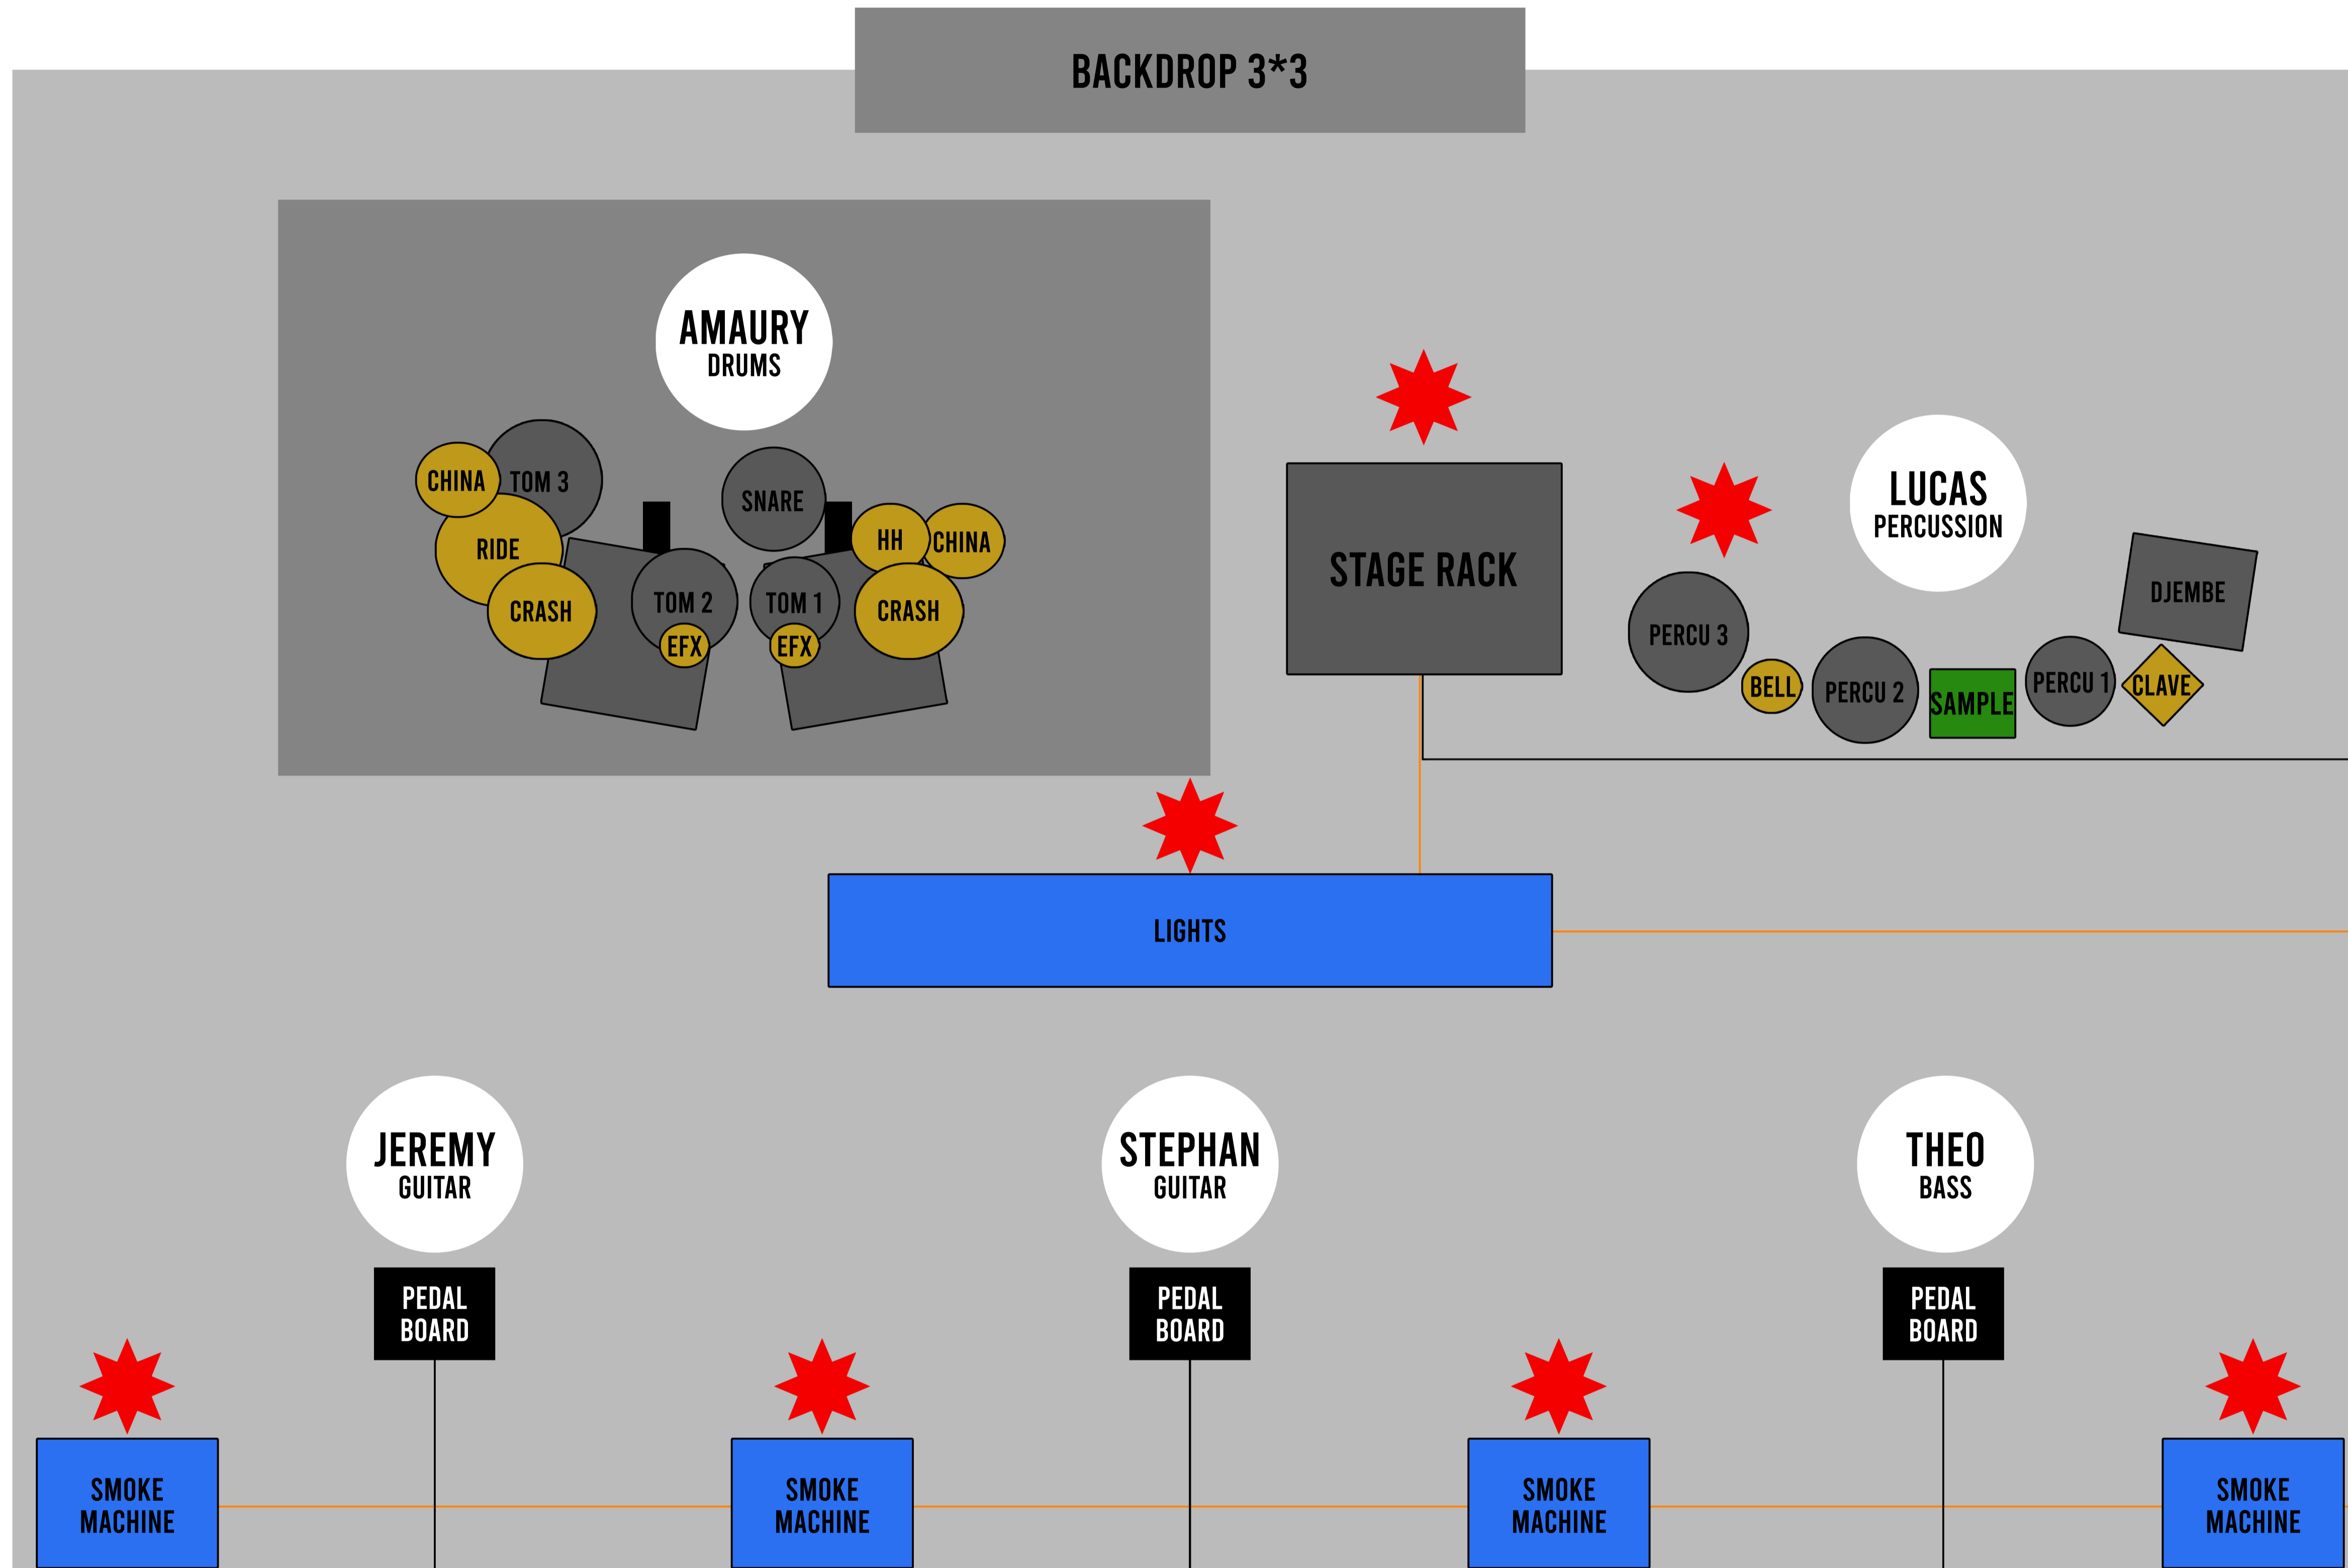 BACKDROP 3*3
AMAURY
DRUMS
CHINA
TOM 3
SNARE
RIDE
HH
CHINA
CRASH
TOM 2
TOM 1
CRASH
EFX
EFX
STAGE RACK
LUCAS
PERCUSSION
DJEMBE
PERCU 3
BELL
PERCU 2
SAMPLE
PERCU 1
CLAVE
LIGHTS
JEREMY
GUITAR
STEPHAN
GUITAR
THEO
BASS
PEDAL
BOARD
PEDAL
BOARD
PEDAL
BOARD
SMOKE
MACHINE
SMOKE
MACHINE
SMOKE
MACHINE
SMOKE
MACHINE